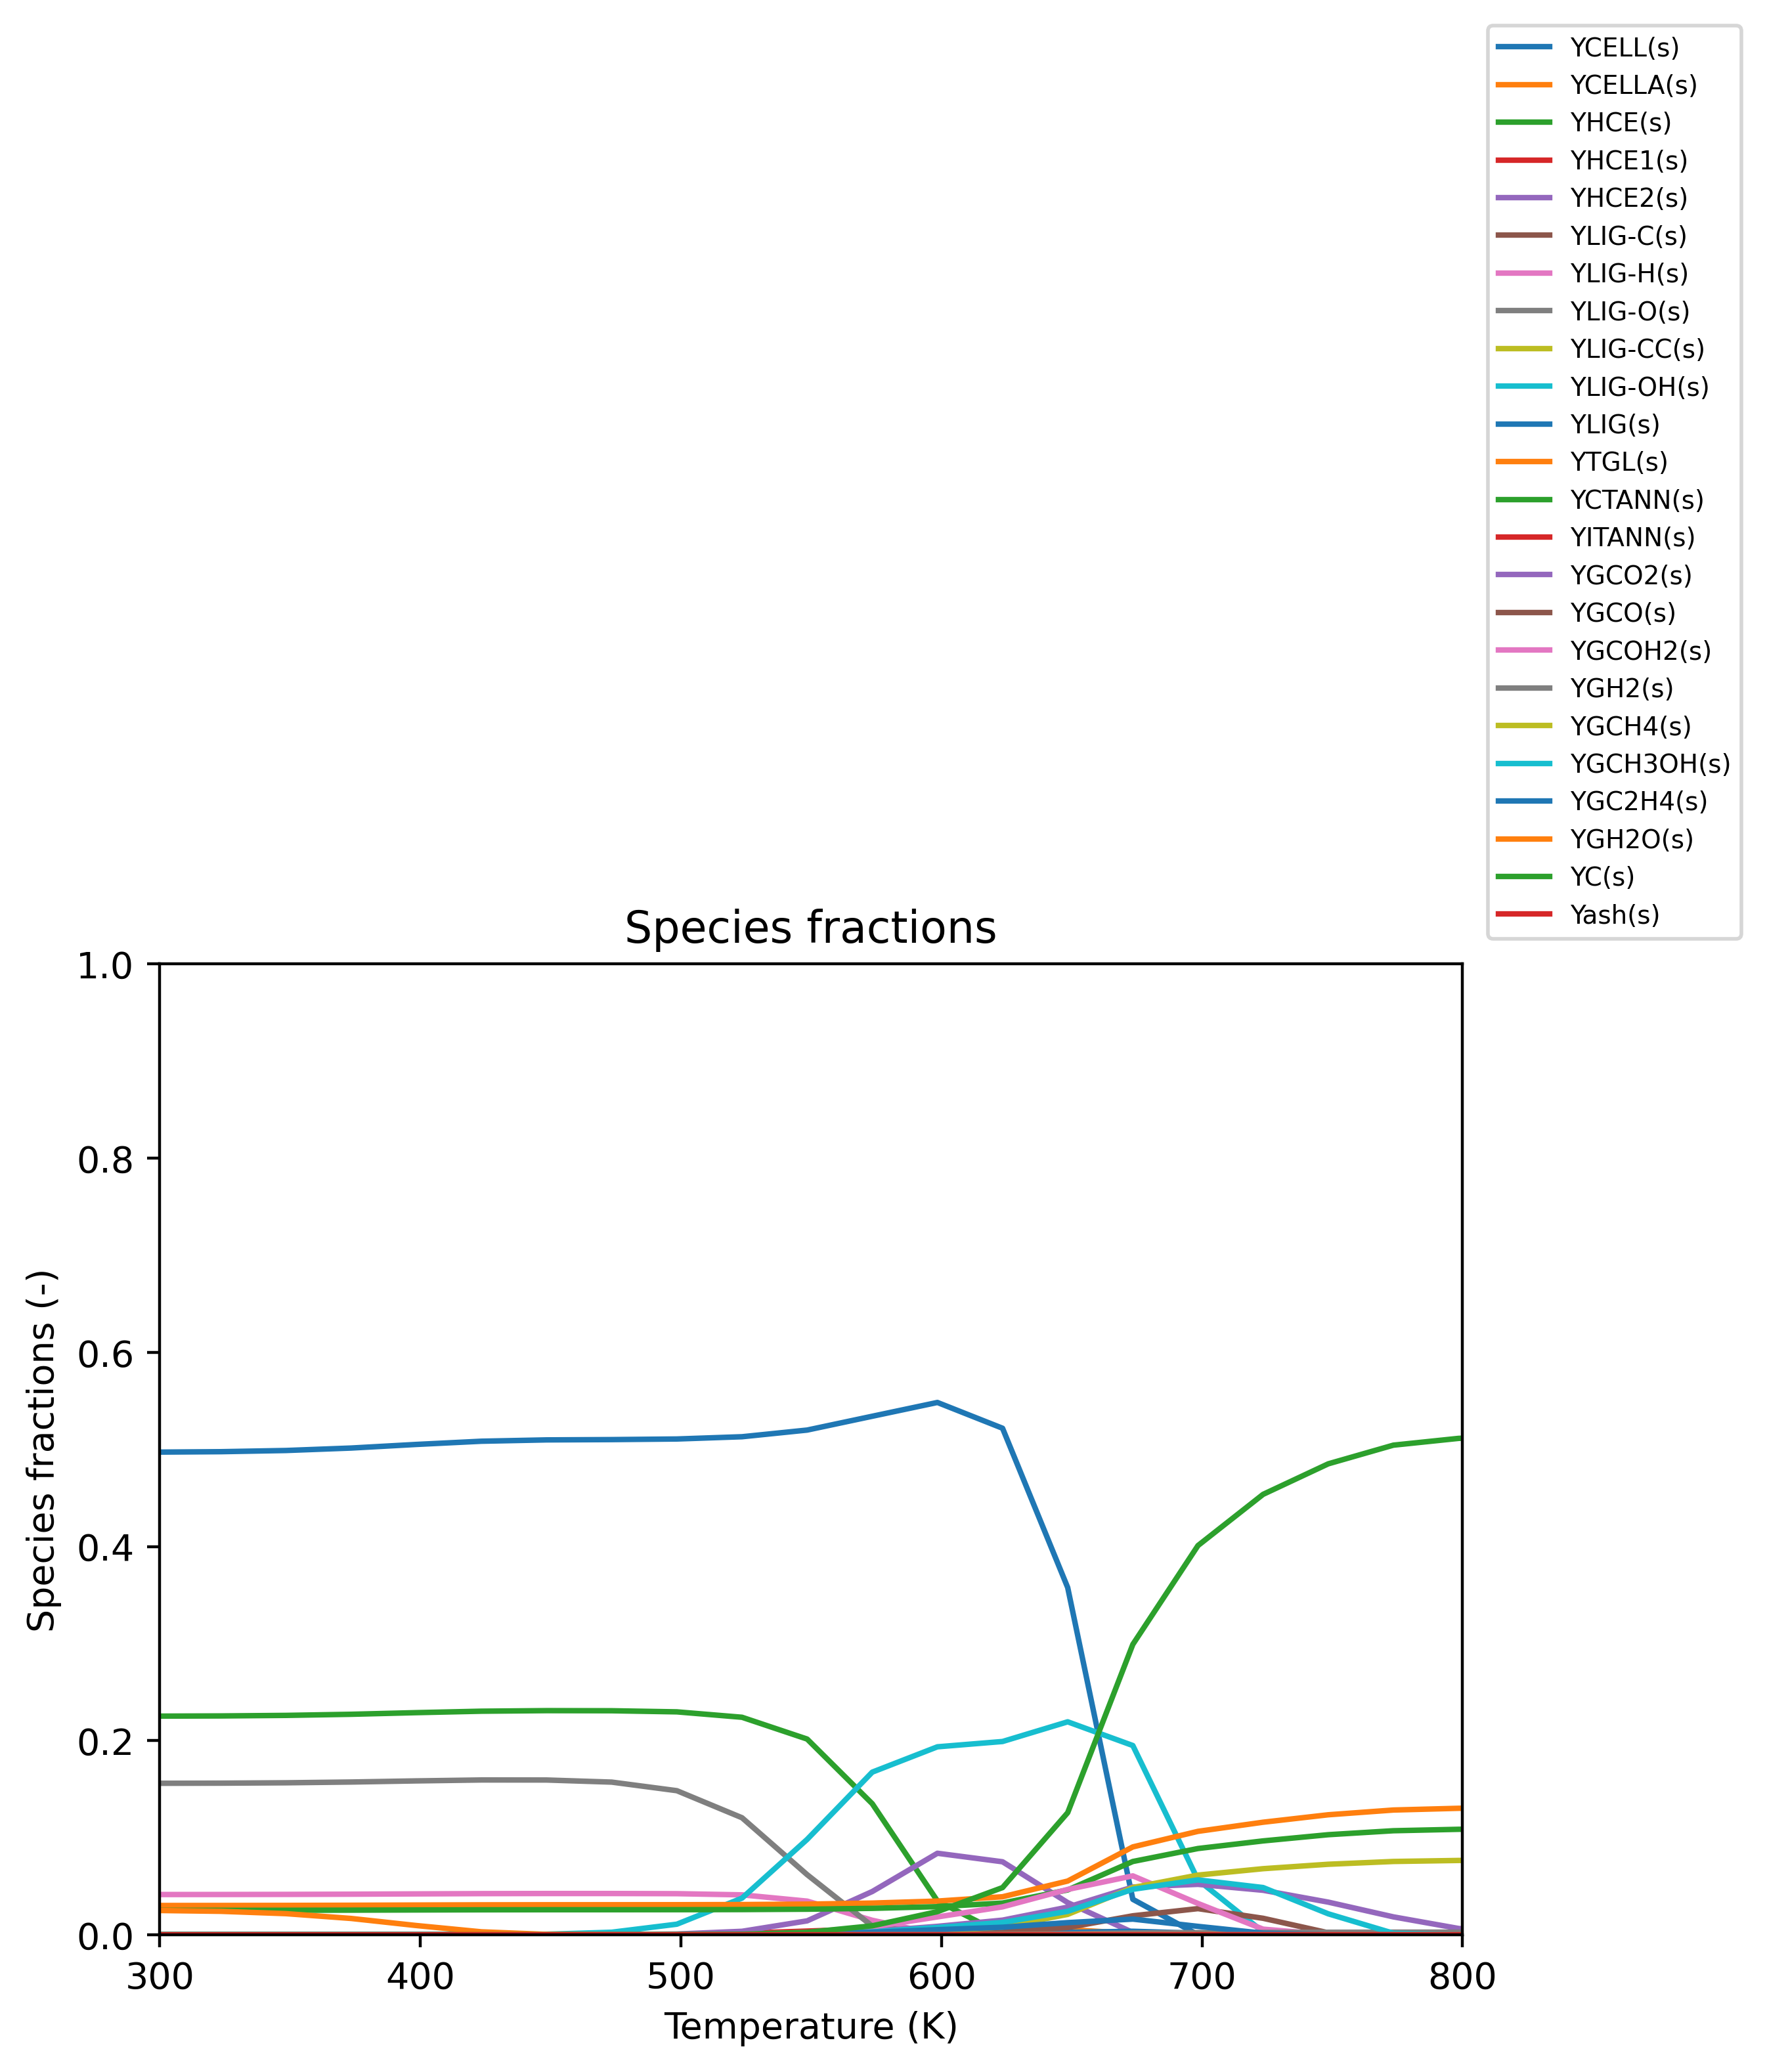 YCELL(s)
YCELLA(s)
YHCE(s)
YHCE1(s)
YHCE2(s)
YLIG-C(s)
YLIG-H(s)
YLIG-O(s)
YLIG-CC(s)
YLIG-OH(s)
YLIG(s)
YTGL(s)
YCTANN(s)
YITANN(s)
YGCO2(s)
YGCO(s)
YGCOH2(s)
YGH2(s)
YGCH4(s)
YGCH3OH(s)
YGC2H4(s)
YGH2O(s)
YC(s)
Yash(s)
Species fractions
1.0
0.8
0.6
0.4
0.2
0.0
Species fractions (-)
300 400 500 600 700 800
Temperature (K)